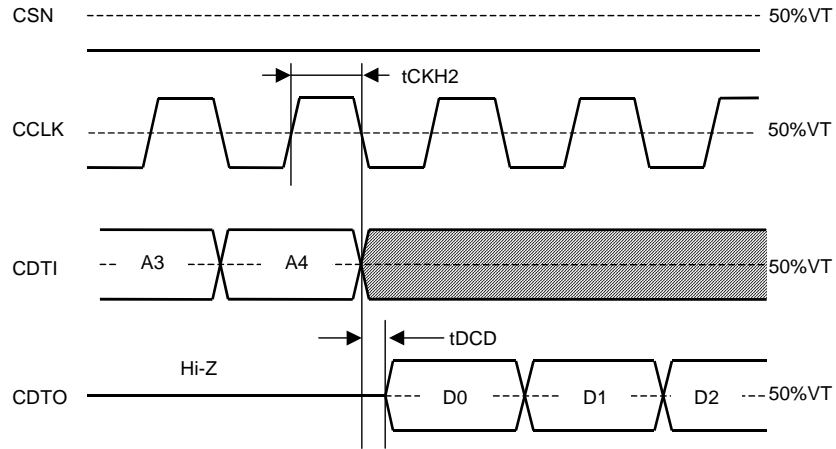 CSN 50%VT
tCKH2
CCLK 50%VT
CDTI A3 A4 50%VT
tDCD
Hi-Z
CDTO D0 D1 D2 50%VT